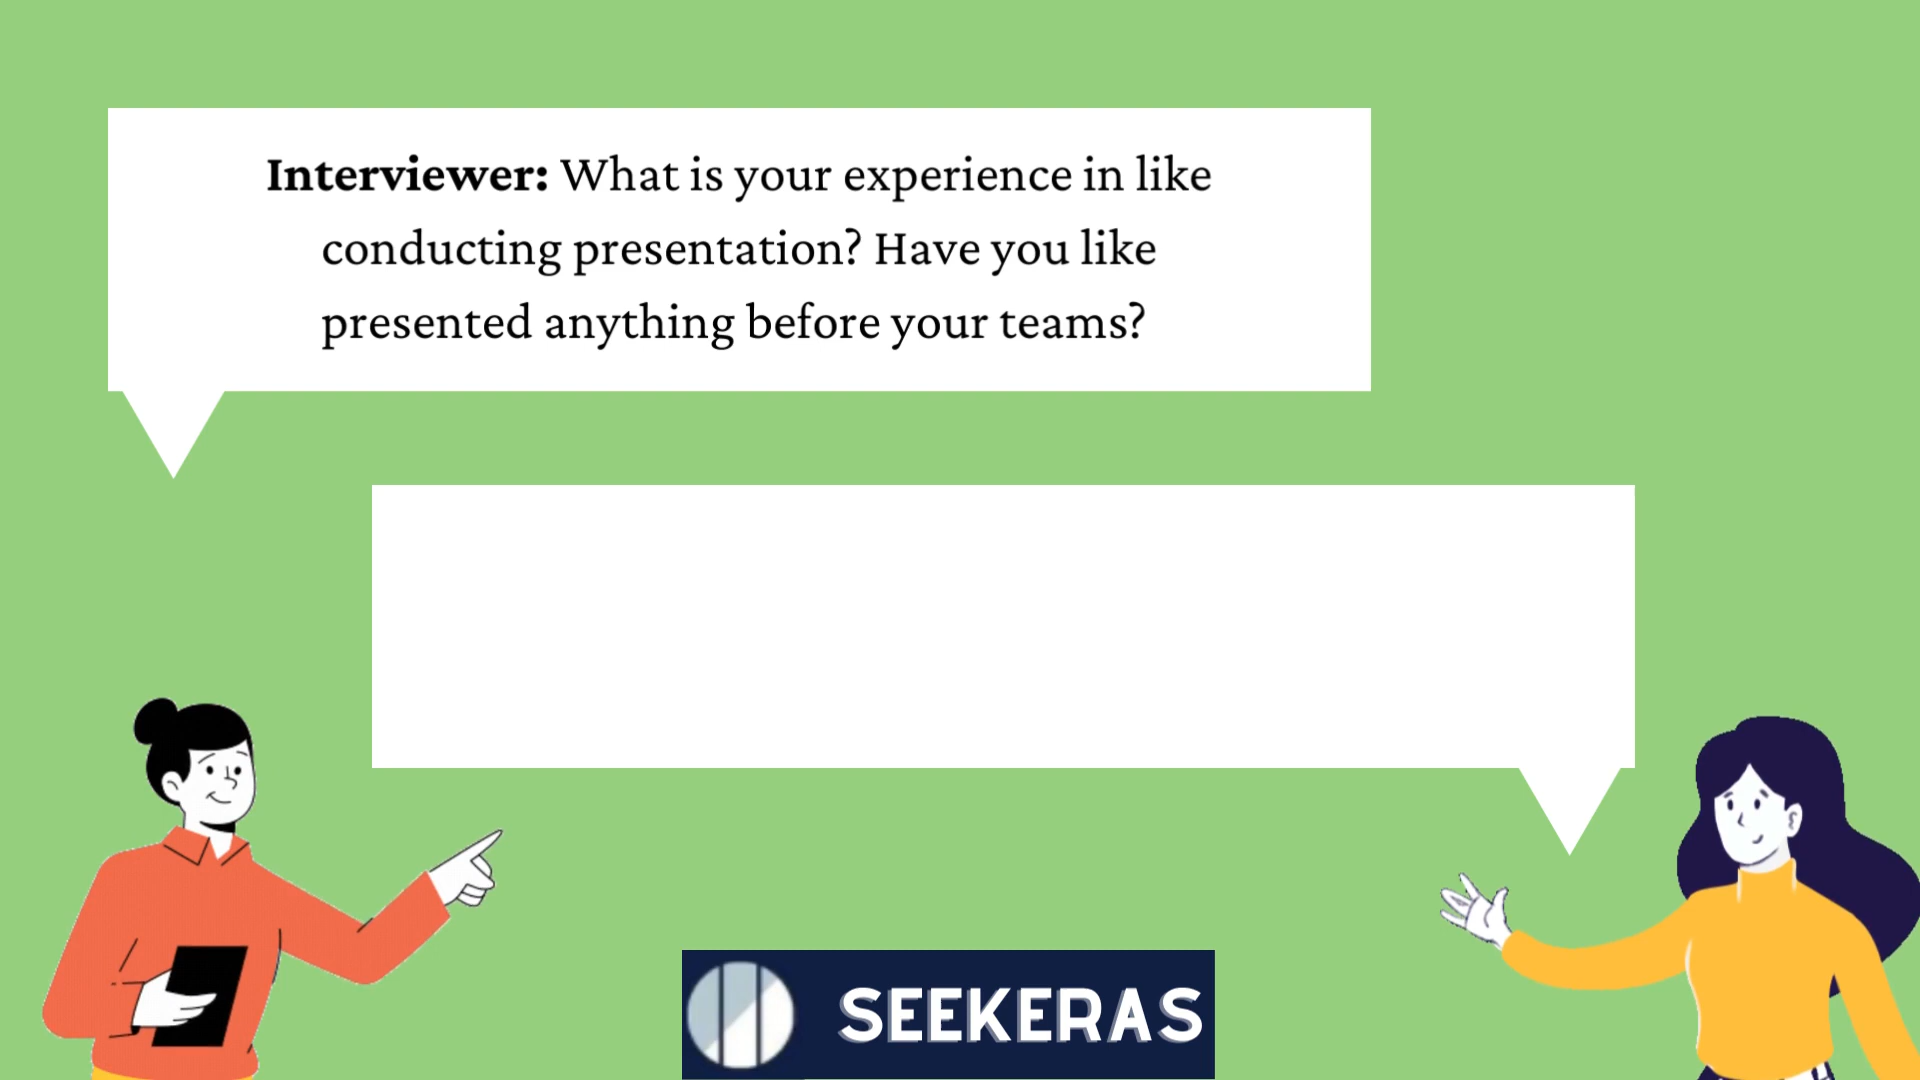 Interviewer: What is your experience in like
conducting presentation? Have you like
presented anything before your teams?
SEEKERAS